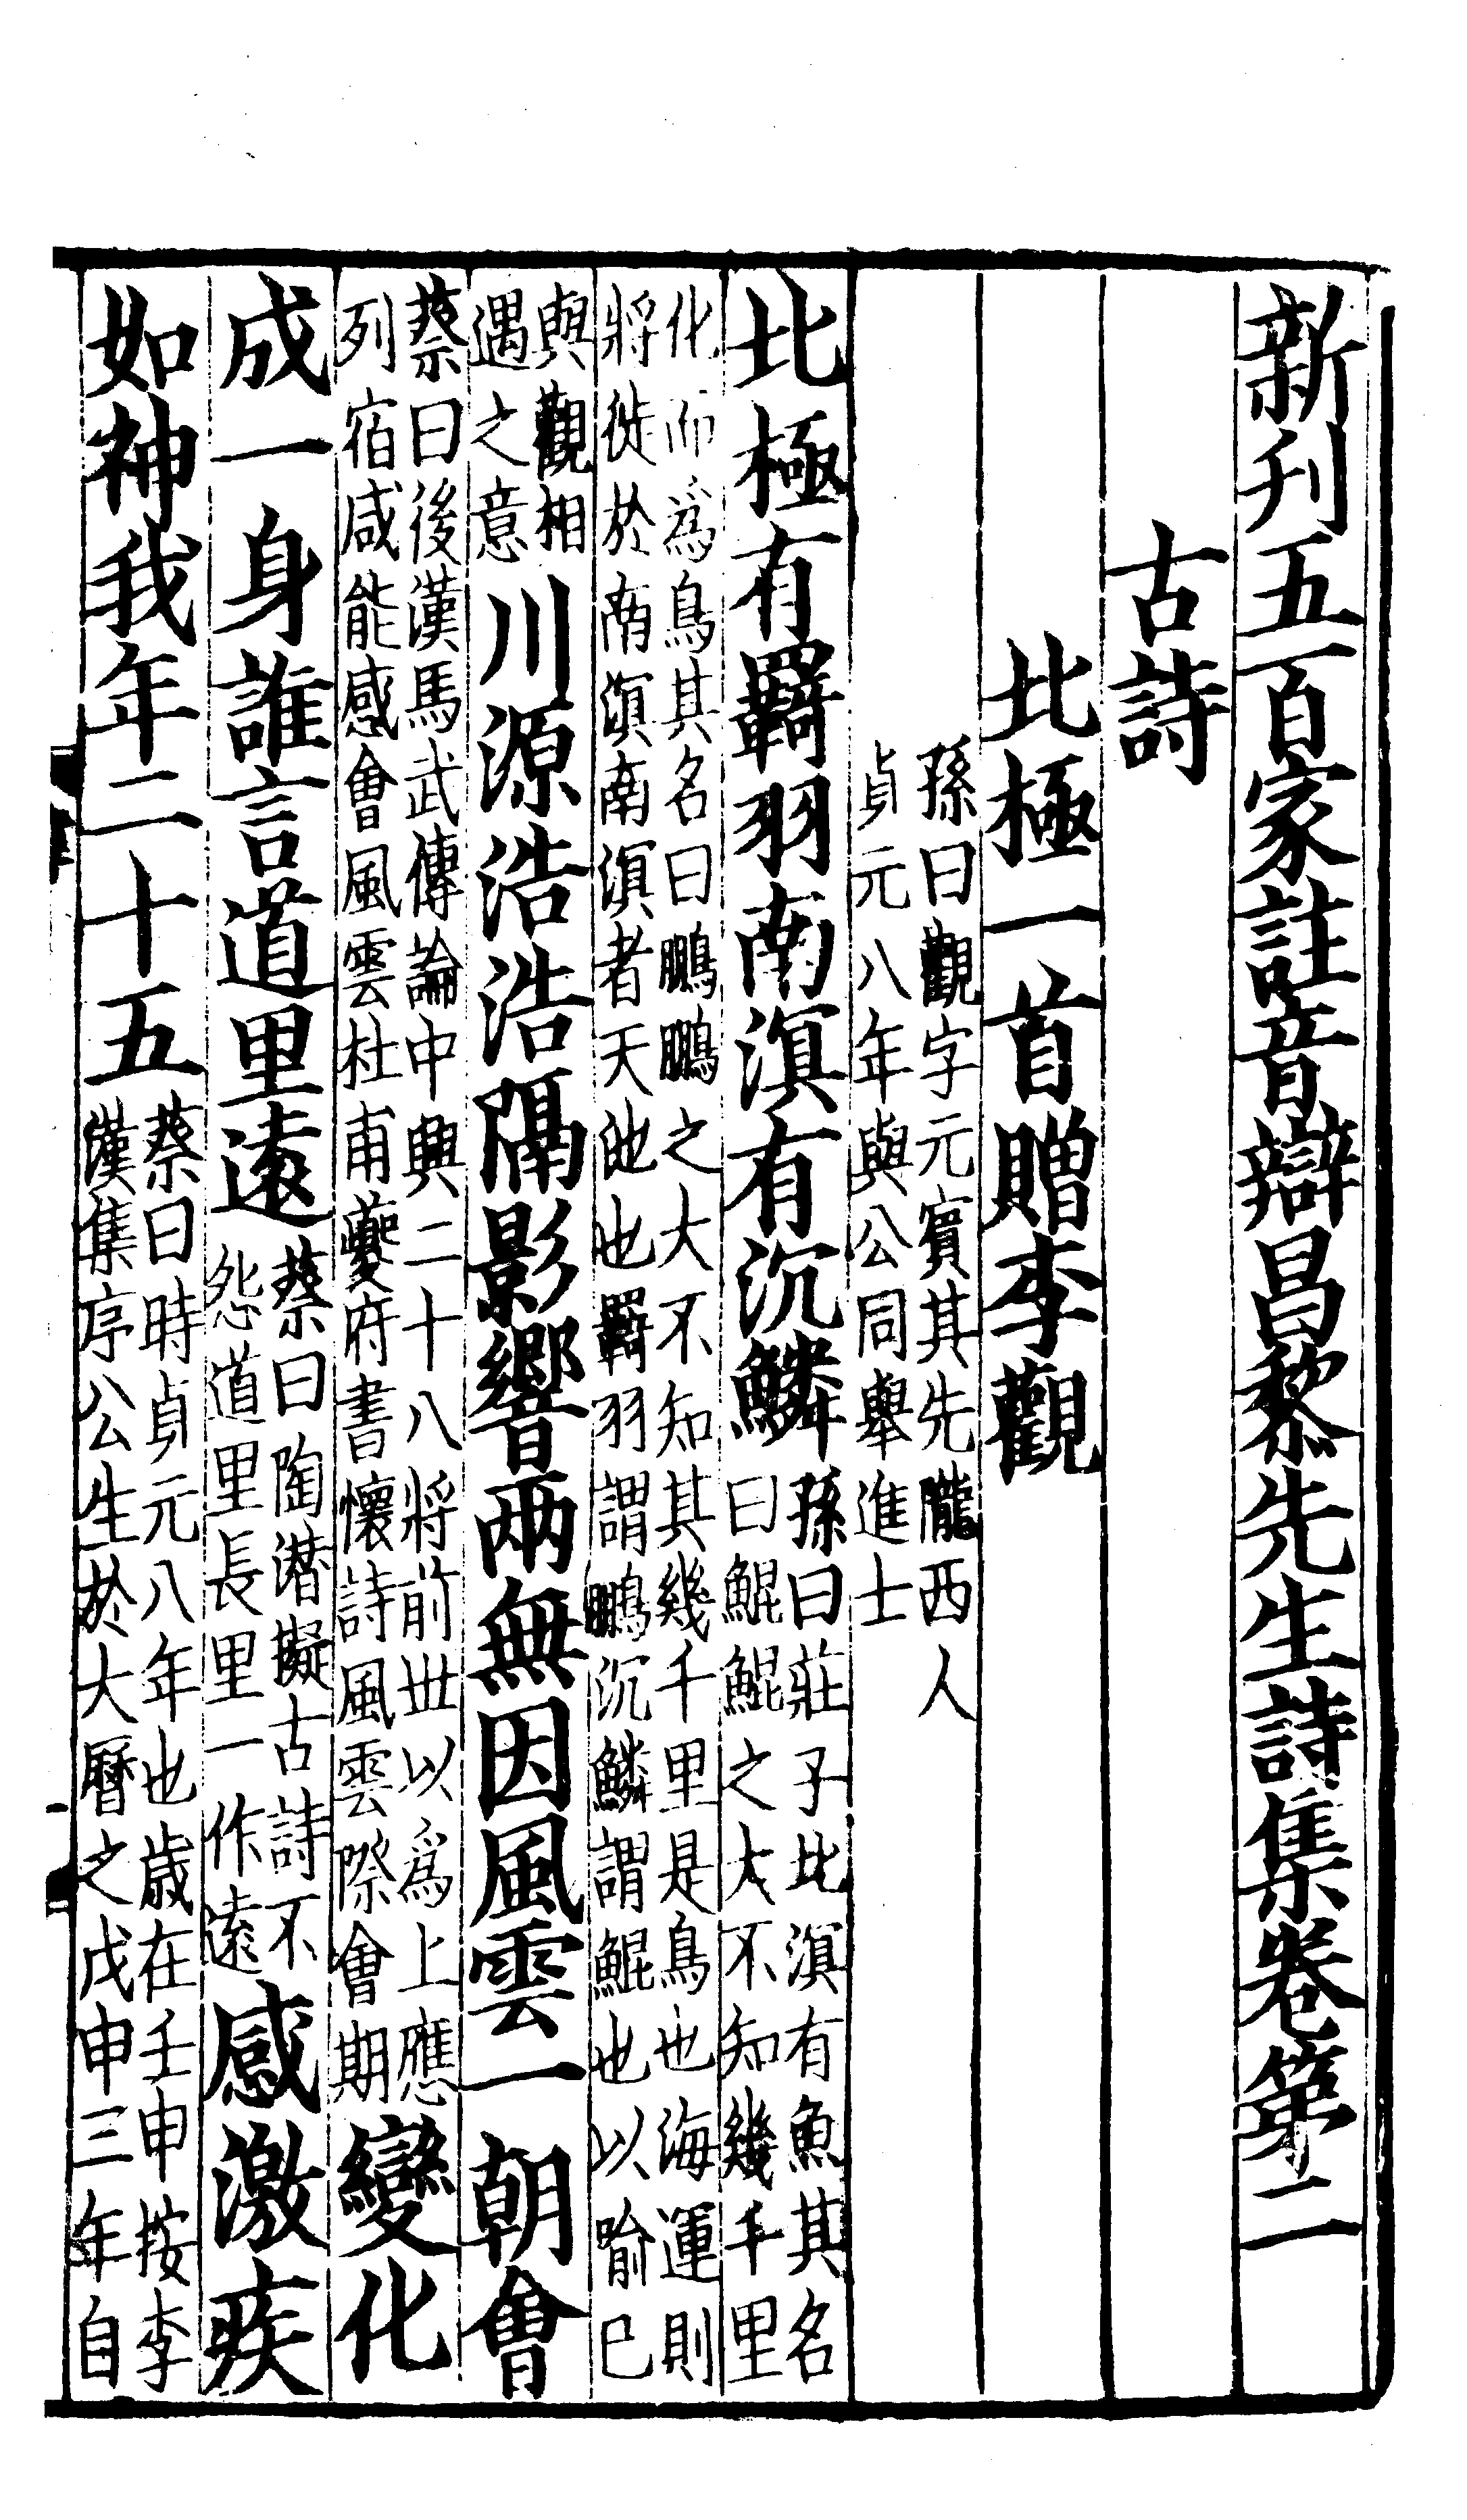 新刋五百家註音辯昌黎先生詩集卷第二
古詩
北極一首贈李觀
孫曰觀字元賓其先隴西人
貞元八年與公同舉進士
北極有羇羽南溟有沉鱗
孫曰莊子北溟有魚其名
曰鯤鯤之大不知幾千里
化而爲鳥其名曰鵬鵬之大不知其幾千里是鳥也海運則
將徙於南溟南溟者天池也羇羽謂鵬沉鱗謂鯤也以喻已
與觀相
遇之意
川源浩浩隔影響兩無因風雲一朝會
蔡曰後漢馬武傳論中興二十八將前丗以爲上應
列宿咸能感會風雲杜甫夔府書懷詩風雲際會期
變化
成一身誰言道里遠
蔡曰陶潜擬古詩不
怨道里長里一作遠
感激疾
如神我年二十五
蔡曰時貞元八年也歲在壬申按李
漢集序公生於大曆之戊申三年自